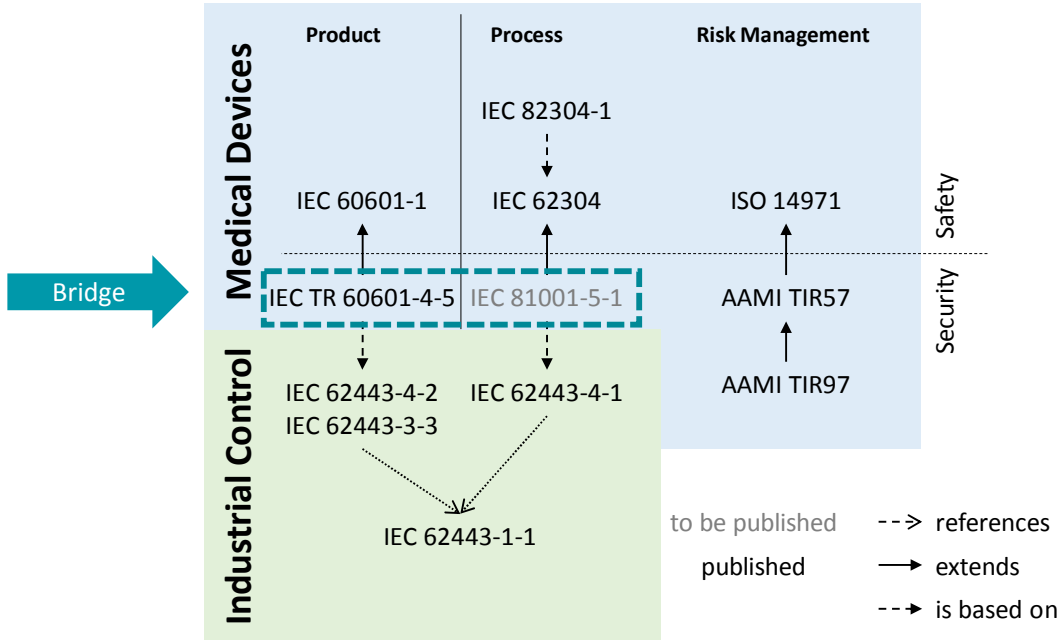 Product
Process
Risk Management
Medical Devices
IEC 82304-1
IEC 60601-1
IEC 62304
ISO 14971
Safety
Bridge
IEC TR 60601-4-5
IEC 81001-5-1
AAMI TIR57
Security
IEC 62443-4-2
IEC 62443-3-3
IEC 62443-4-1
AAMI TIR97
Industrial Control
IEC 62443-1-1
to be published
published
references
extends
is based on